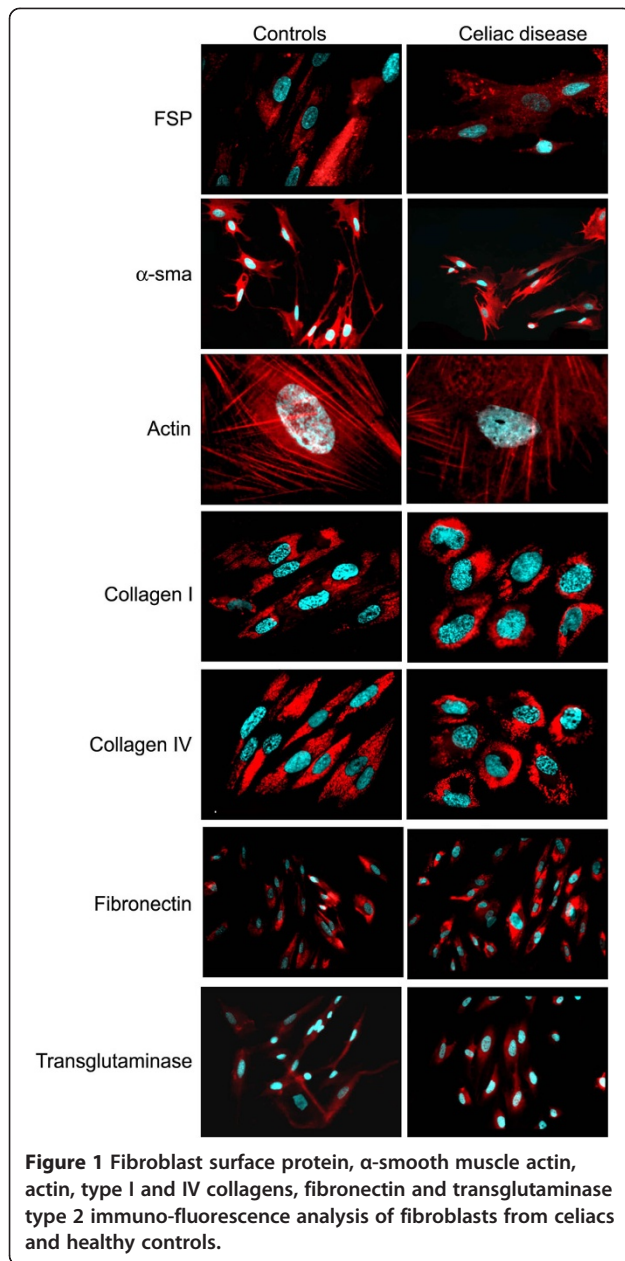 Controls Celiac disease
FSP
α-sma
Actin
Collagen I
Collagen IV
Fibronectin
Transglutaminase
Figure 1 Fibroblast surface protein, α-smooth muscle actin,
actin, type I and IV collagens, fibronectin and transglutaminase
type 2 immuno-fluorescence analysis of fibroblasts from celiacs
and healthy controls.